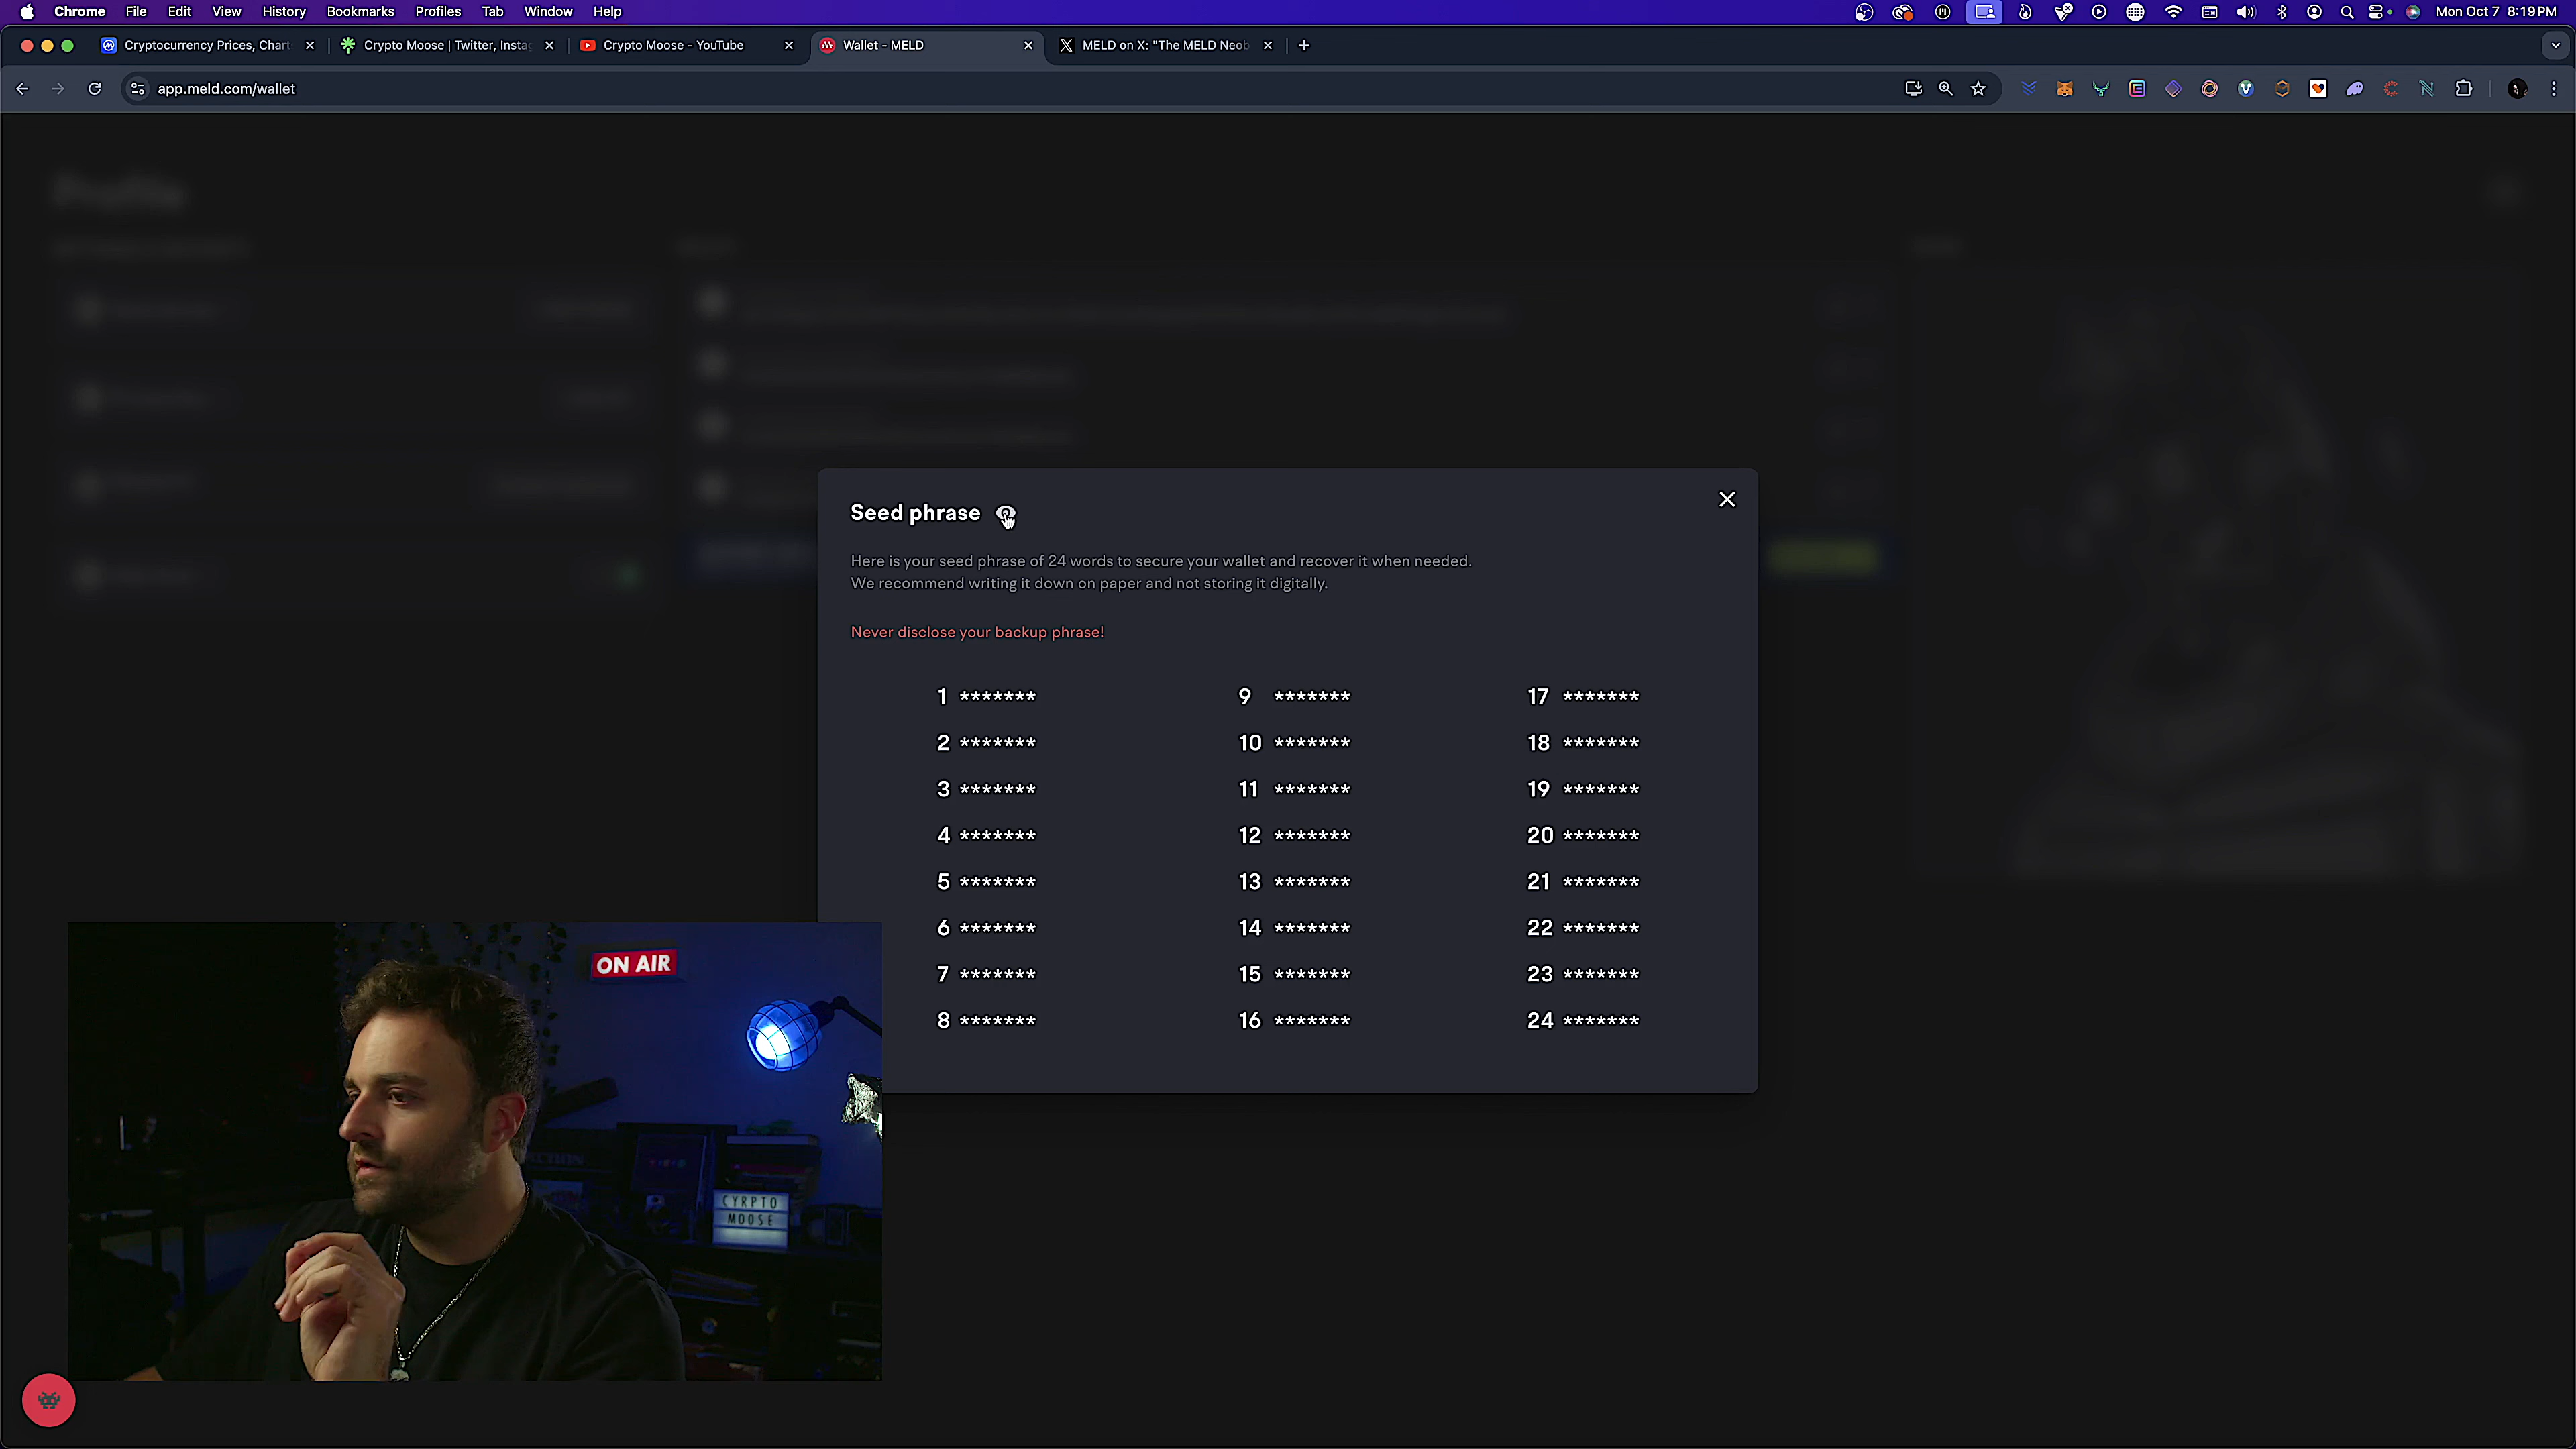 Chrome File Edit View History Bookmarks Profiles Tab Window Help Mon Oct 7 8:19 PM
Cryptocurrency Prices, Chart Crypto Moose | Twitter, Insta Crypto Moose - YouTube Wallet - MELD MELD on X: "The MELD Neob
app.meld.com/wallet
Profile
Seed phrase
Here is your seed phrase of 24 words to secure your wallet and recover it when needed.
We recommend writing it down on paper and not storing it digitally.
Never disclose your backup phrase!
1 ******* 9 ******* 17 *******
2 ******* 10 ******* 18 *******
3 ******* 11 ******* 19 *******
4 ******* 12 ******* 20 *******
5 ******* 13 ******* 21 *******
6 ******* 14 ******* 22 *******
7 ******* 15 ******* 23 *******
8 ******* 16 ******* 24 *******
ON AIR
CYRPTO
MOOSE